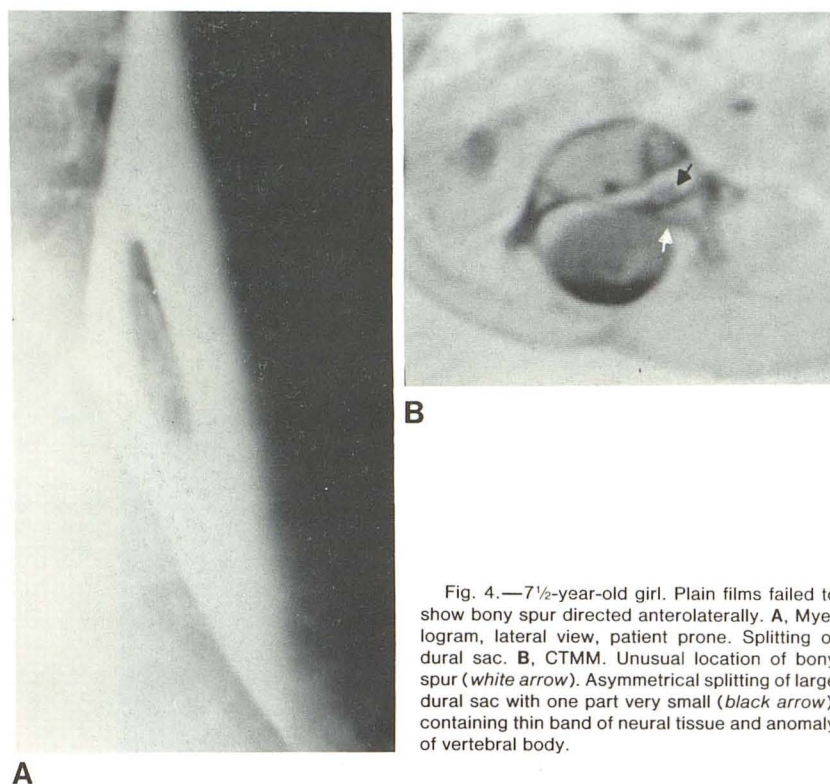 B
A
Fig. 4.—7½-year-old girl. Plain films failed to
show bony spur directed anterolaterally. A, Mye
logram, lateral view, patient prone. Splitting o
dural sac. B, CTMM. Unusual location of bony
spur (white arrow). Asymmetrical splitting of large
dural sac with one part very small (black arrow)
containing thin band of neural tissue and anomaly
of vertebral body.